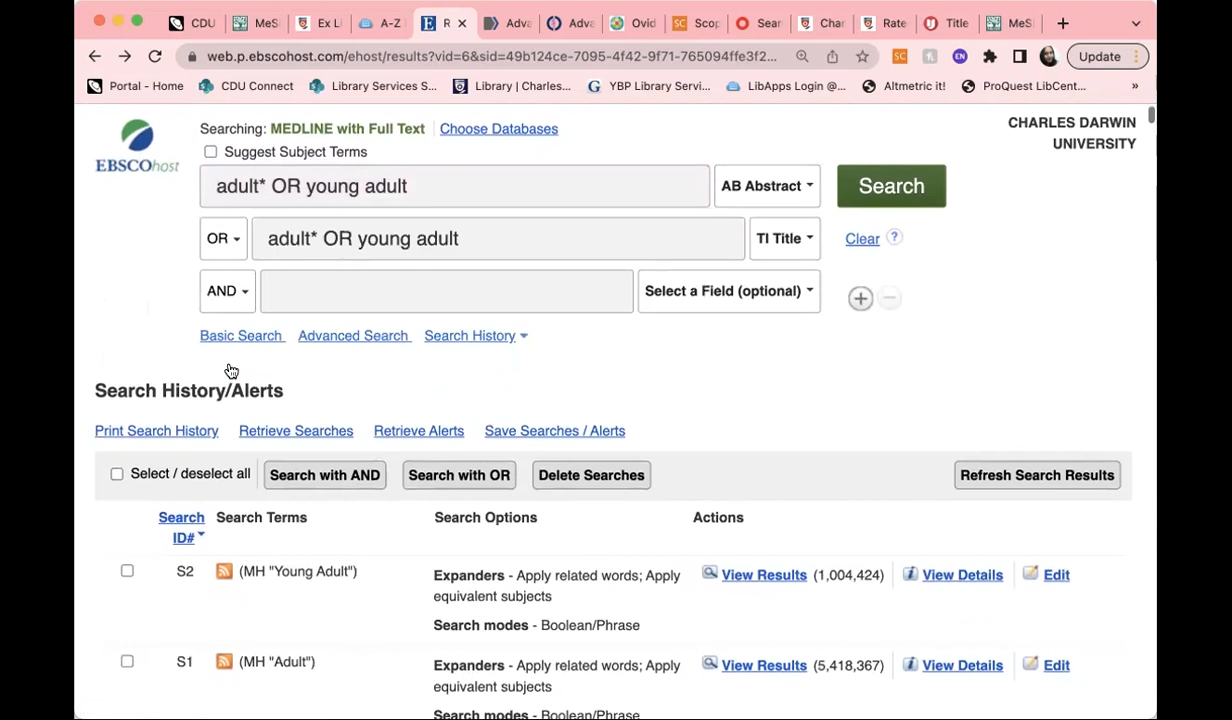 CDU
MeS
Ex Li
A-Z
E R
Adva
Adva
Ovid
SC Scop
Sear
Char
Rate
Title
MeS
web.p.ebscohost.com/ehost/results?vid=6&sid=49b124ce-7095-4f42-9f71-765094ffe3f2...
SC
EN
Update
Portal - Home
CDU Connect
Library Services S...
Library | Charles...
G YBP Library Servi...
LibApps Login @...
Altmetric it!
ProQuest LibCent...
»
EBSCOhost
Searching: MEDLINE with Full Text
Choose Databases
CHARLES DARWIN
UNIVERSITY
Suggest Subject Terms
adult* OR young adult
AB Abstract
Search
OR
adult* OR young adult
TI Title
Clear
?
AND
Select a Field (optional)
Basic Search
Advanced Search
Search History
Search History/Alerts
Print Search History
Retrieve Searches
Retrieve Alerts
Save Searches / Alerts
Select / deselect all
Search with AND
Search with OR
Delete Searches
Refresh Search Results
Search
ID#
Search Terms
Search Options
Actions
S2
(MH "Young Adult")
Expanders - Apply related words; Apply
equivalent subjects
Search modes - Boolean/Phrase
View Results (1,004,424)
View Details
Edit
S1
(MH "Adult")
Expanders - Apply related words; Apply
equivalent subjects
Search modes - Boolean/Phrase
View Results (5,418,367)
View Details
Edit